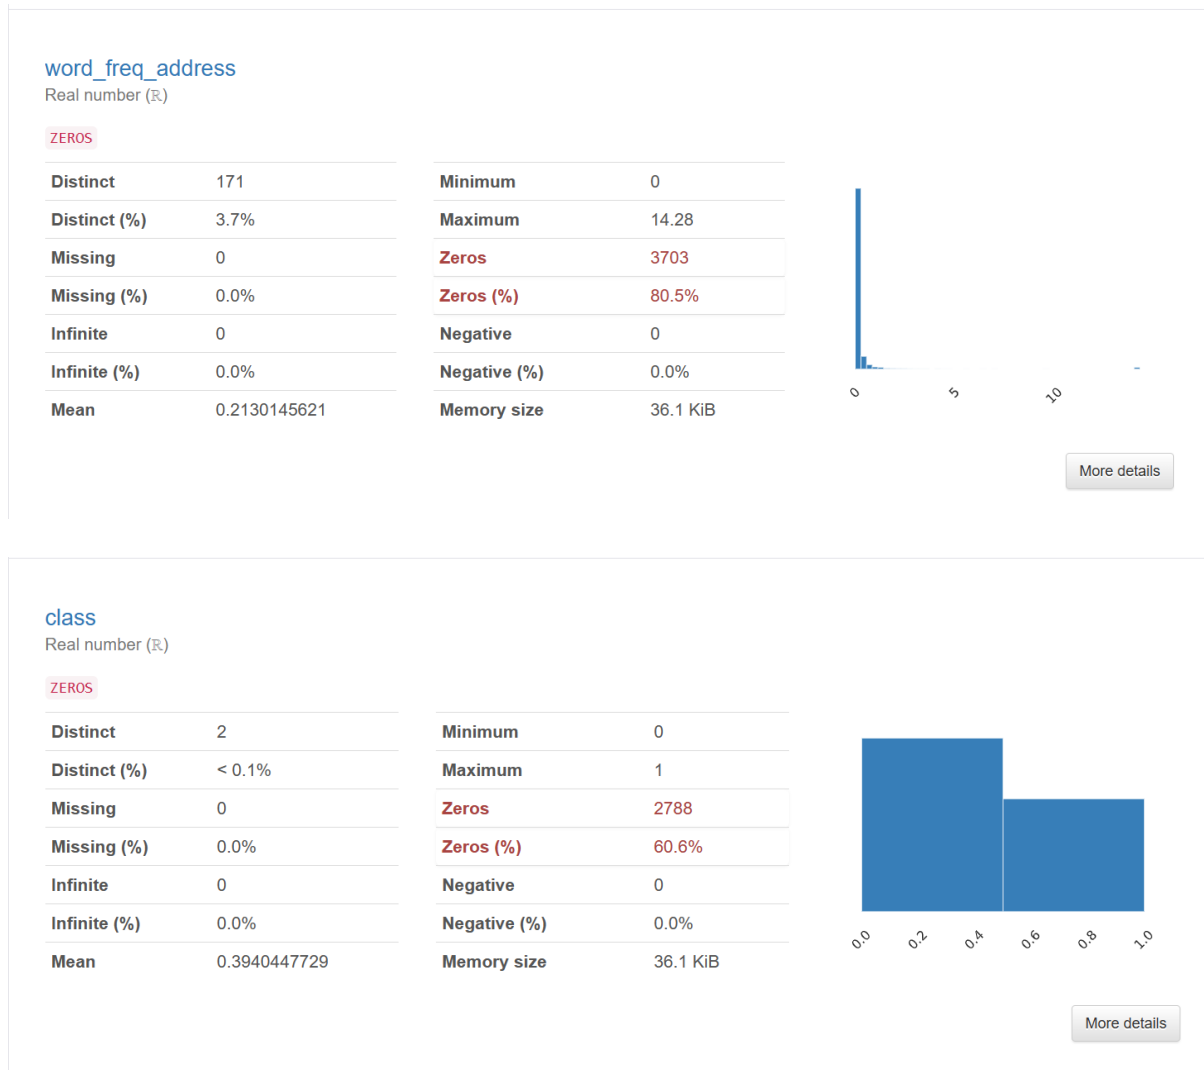 word_freq_address
Real number (ℝ)
ZEROS
Distinct 171
Distinct (%) 3.7%
Missing 0
Missing (%) 0.0%
Infinite 0
Infinite (%) 0.0%
Mean 0.2130145621
Minimum 0
Maximum 14.28
Zeros 3703
Zeros (%) 80.5%
Negative 0
Negative (%) 0.0%
Memory size 36.1 KiB
0 5 10
More details
class
Real number (ℝ)
ZEROS
Distinct 2
Distinct (%) < 0.1%
Missing 0
Missing (%) 0.0%
Infinite 0
Infinite (%) 0.0%
Mean 0.3940447729
Minimum 0
Maximum 1
Zeros 2788
Zeros (%) 60.6%
Negative 0
Negative (%) 0.0%
Memory size 36.1 KiB
0.0 0.2 0.4 0.6 0.8 1.0
More details